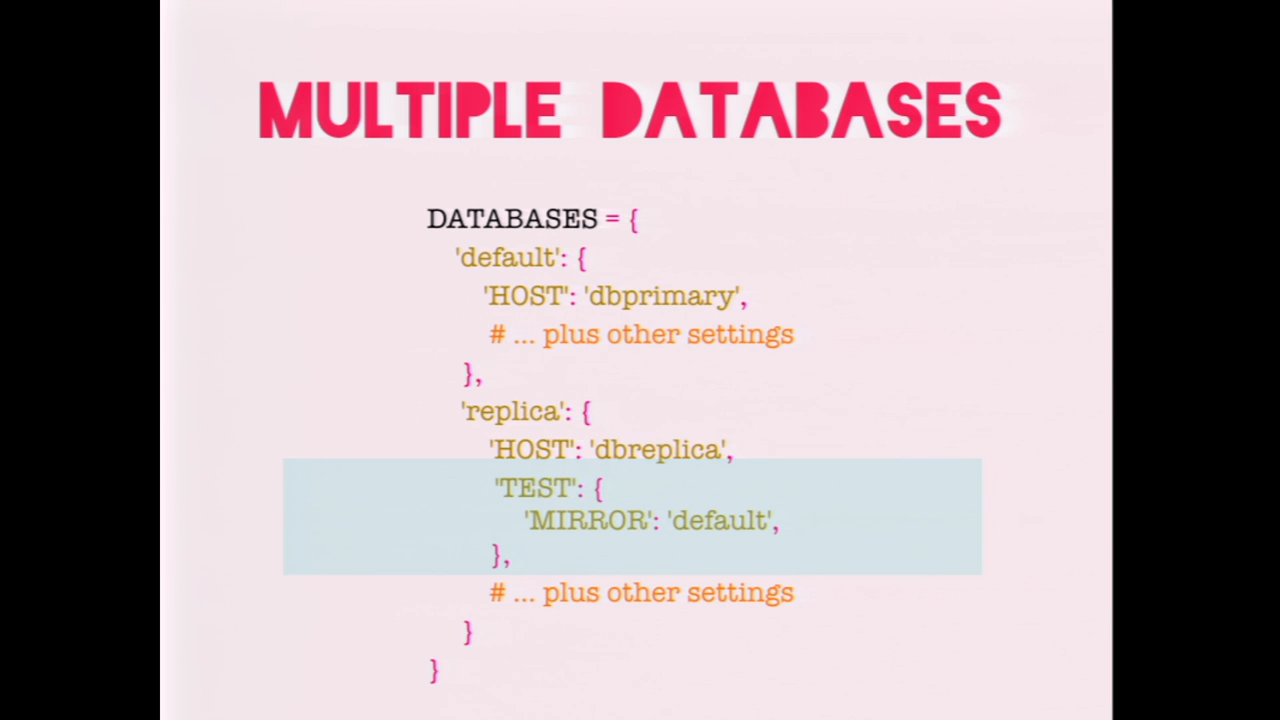 MULTIPLE DATABASES
DATABASES = {
'default': {
'HOST': 'dbprimary',
# ... plus other settings
},
'replica': {
'HOST': 'dbreplica',
'TEST': {
'MIRROR': 'default',
},
# ... plus other settings
}
}